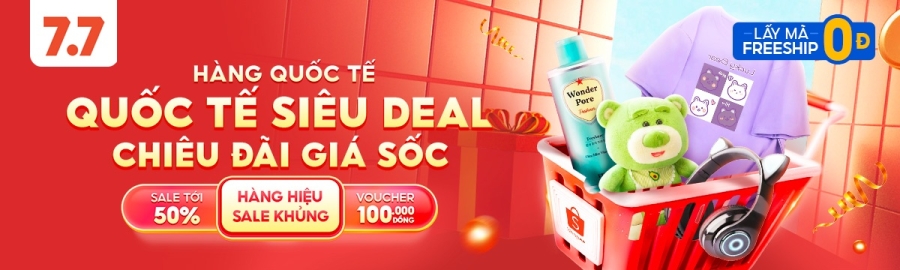 7.7
HÀNG QUỐC TẾ
QUỐC TẾ SIÊU DEAL
CHIÊU ĐÃI GIÁ SỐC
SALE TỚI
50%
HÀNG HIỆU
SALE KHỦNG
VOUCHER
100.000
ĐỒNG
LẤY MÃ
FREESHIP
0Đ
Wonder
Pore